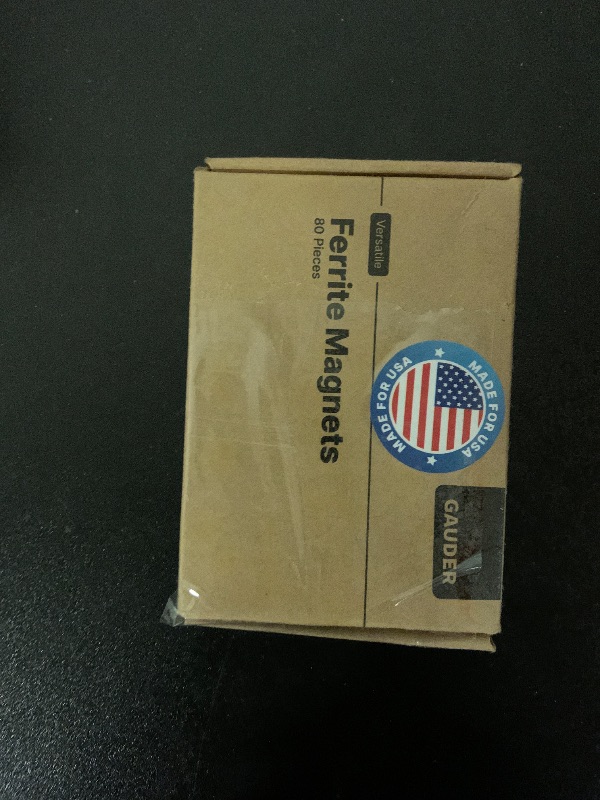 GAUDER
MADE FOR USA
MADE FOR USA
Versatile
Ferrite Magnets
80 Pieces